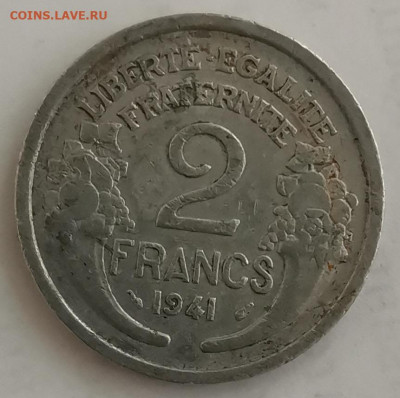 COINS.LAVE.RU
LIBERTE·EGALITE
FRATERNITE
2
FRANCS
1941